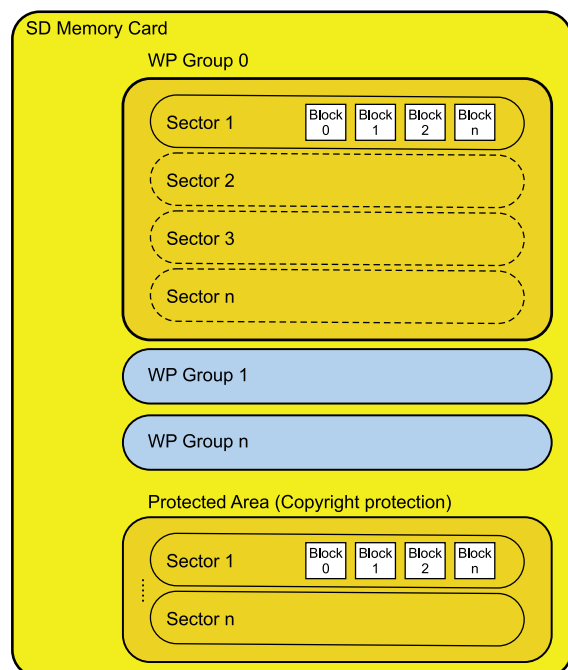 SD Memory Card
WP Group 0
Sector 1
Block 0
Block 1
Block 2
Block n
Sector 2
Sector 3
Sector n
WP Group 1
WP Group n
Protected Area (Copyright protection)
Sector 1
Block 0
Block 1
Block 2
Block n
Sector n